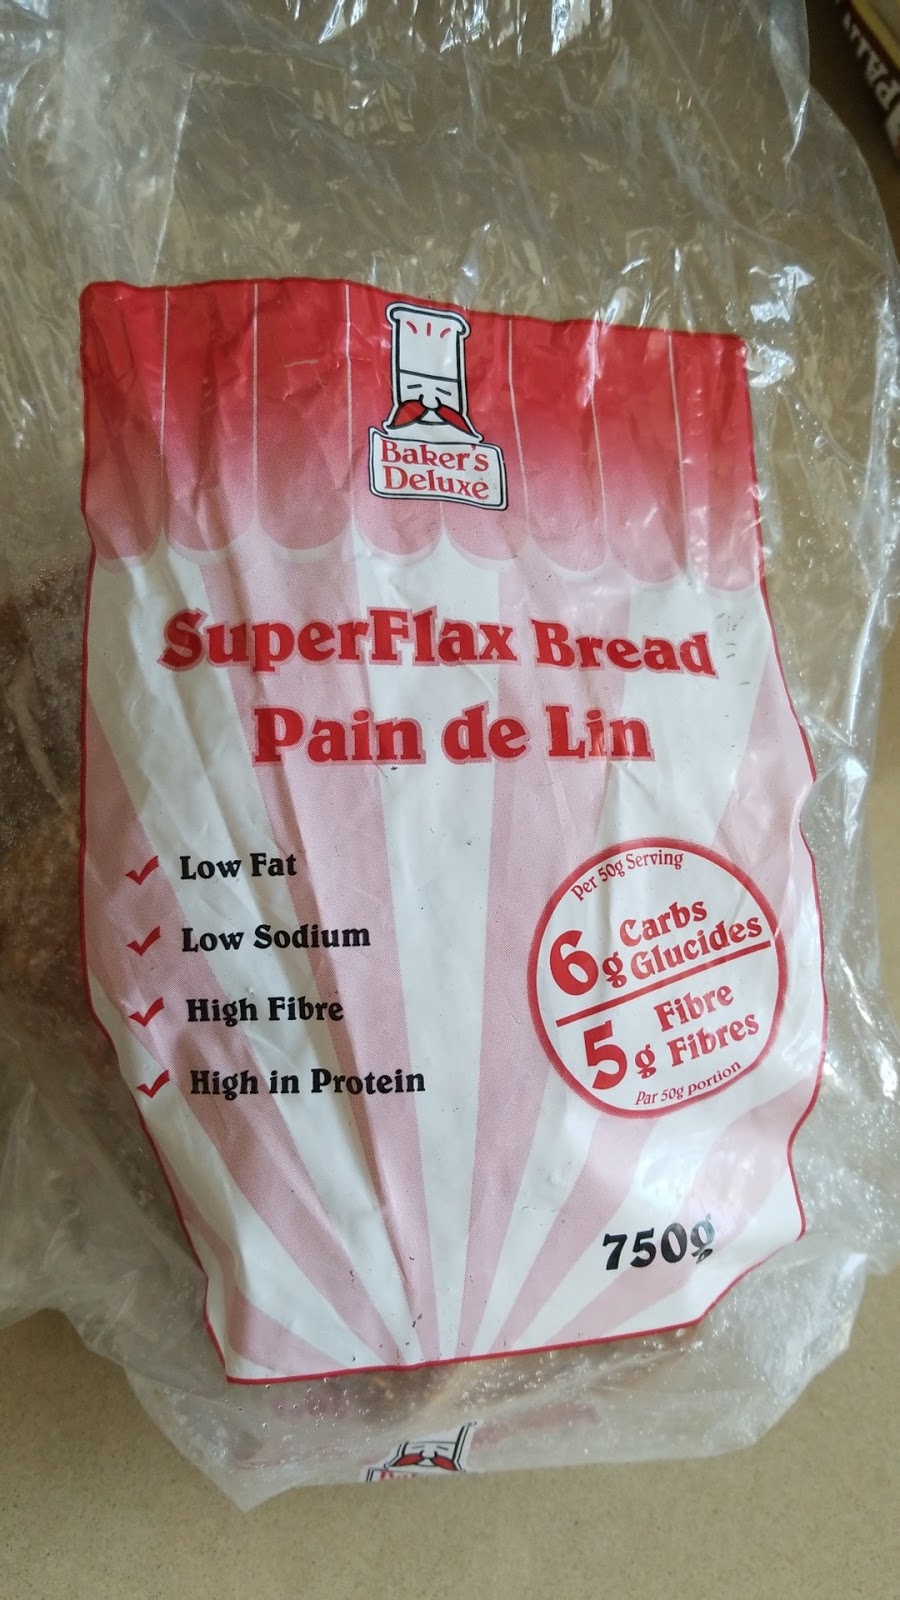 PALM
Baker's
Deluxe
SuperFlax Bread
Pain de Lin
Low Fat
Low Sodium
High Fibre
High in Protein
Per 50g Serving
6g Carbs
Glucides
5g Fibre
Fibres
Par 50g portion
750g